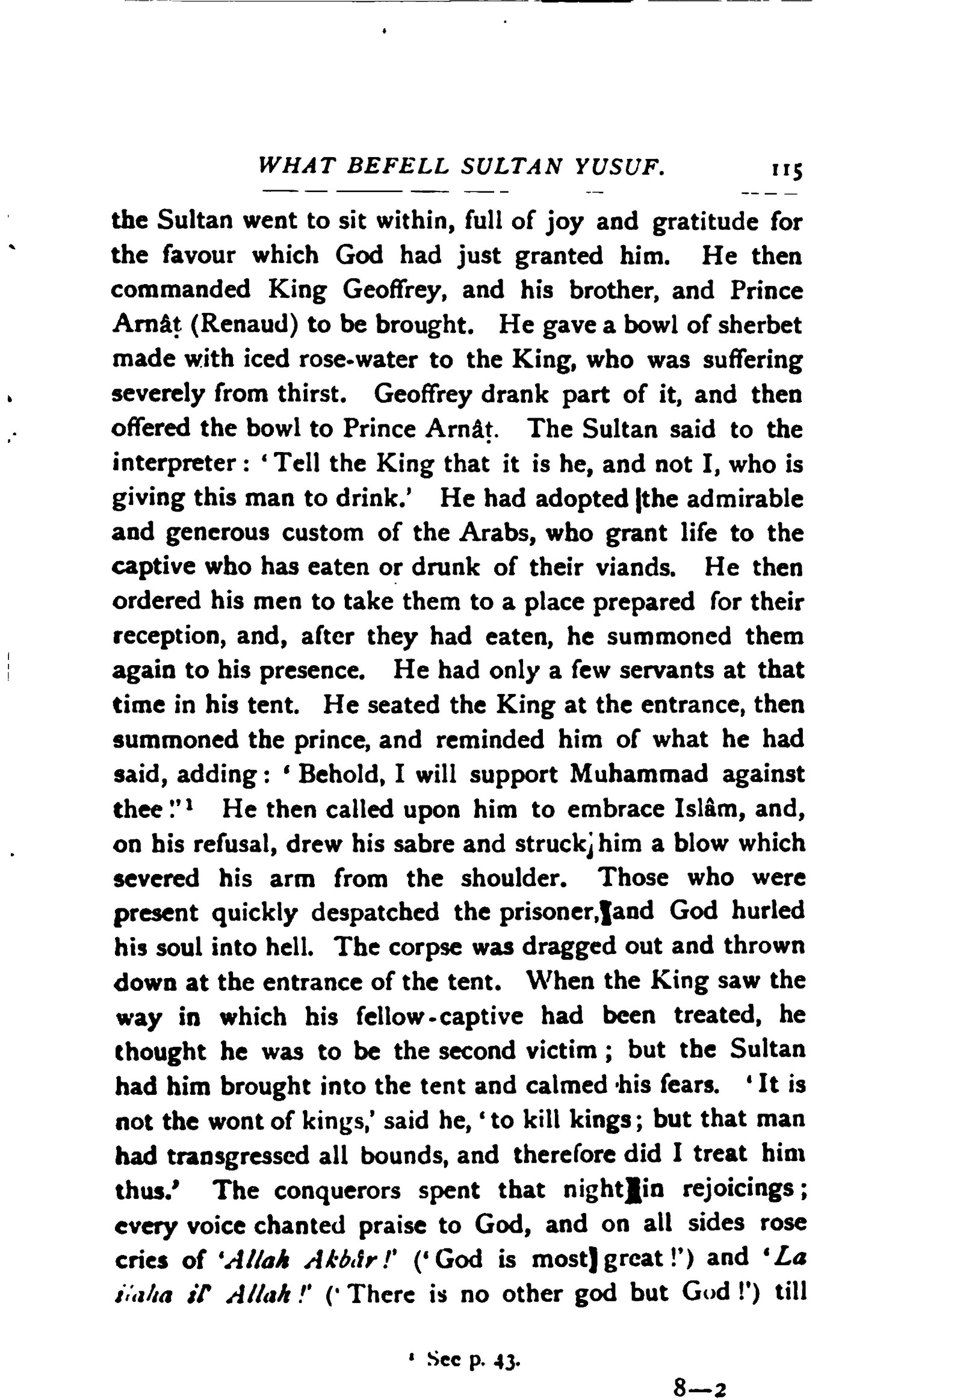 WHAT BEFELL SULTAN YUSUF. 115
the Sultan went to sit within, full of joy and gratitude for
the favour which God had just granted him. He then
commanded King Geoffrey, and his brother, and Prince
Arnâṭ (Renaud) to be brought. He gave a bowl of sherbet
made with iced rose-water to the King, who was suffering
severely from thirst. Geoffrey drank part of it, and then
offered the bowl to Prince Arnâṭ. The Sultan said to the
interpreter: ‘Tell the King that it is he, and not I, who is
giving this man to drink.’ He had adopted the admirable
and generous custom of the Arabs, who grant life to the
captive who has eaten or drunk of their viands. He then
ordered his men to take them to a place prepared for their
reception, and, after they had eaten, he summoned them
again to his presence. He had only a few servants at that
time in his tent. He seated the King at the entrance, then
summoned the prince, and reminded him of what he had
said, adding: ‘Behold, I will support Muhammad against
thee!’¹ He then called upon him to embrace Islâm, and,
on his refusal, drew his sabre and struck him a blow which
severed his arm from the shoulder. Those who were
present quickly despatched the prisoner, and God hurled
his soul into hell. The corpse was dragged out and thrown
down at the entrance of the tent. When the King saw the
way in which his fellow-captive had been treated, he
thought he was to be the second victim; but the Sultan
had him brought into the tent and calmed his fears. ‘It is
not the wont of kings,’ said he, ‘to kill kings; but that man
had transgressed all bounds, and therefore did I treat him
thus.’ The conquerors spent that night in rejoicings;
every voice chanted praise to God, and on all sides rose
cries of ‘Allah Akbâr!’ (‘God is most great!’) and ‘La
ilaha il' Allah!’ (‘There is no other god but God!’) till
¹ See p. 43.
8—2